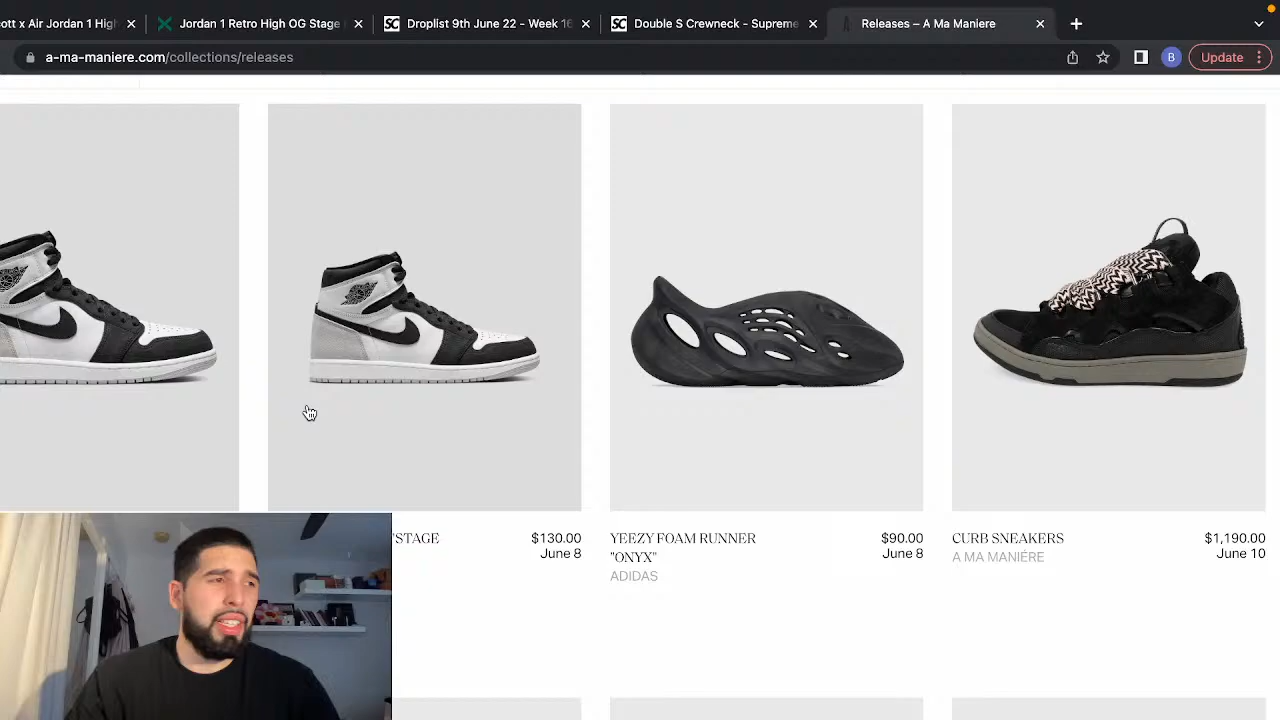 cott x Air Jordan 1 High
Jordan 1 Retro High OG Stage
Droplist 9th June 22 - Week 16
Double S Crewneck - Supreme
Releases – A Ma Maniere
a-ma-maniere.com/collections/releases
B
Update
"STAGE
$130.00
June 8
YEEZY FOAM RUNNER
"ONYX"
ADIDAS
$90.00
June 8
CURB SNEAKERS
A MA MANIÉRE
$1,190.00
June 10